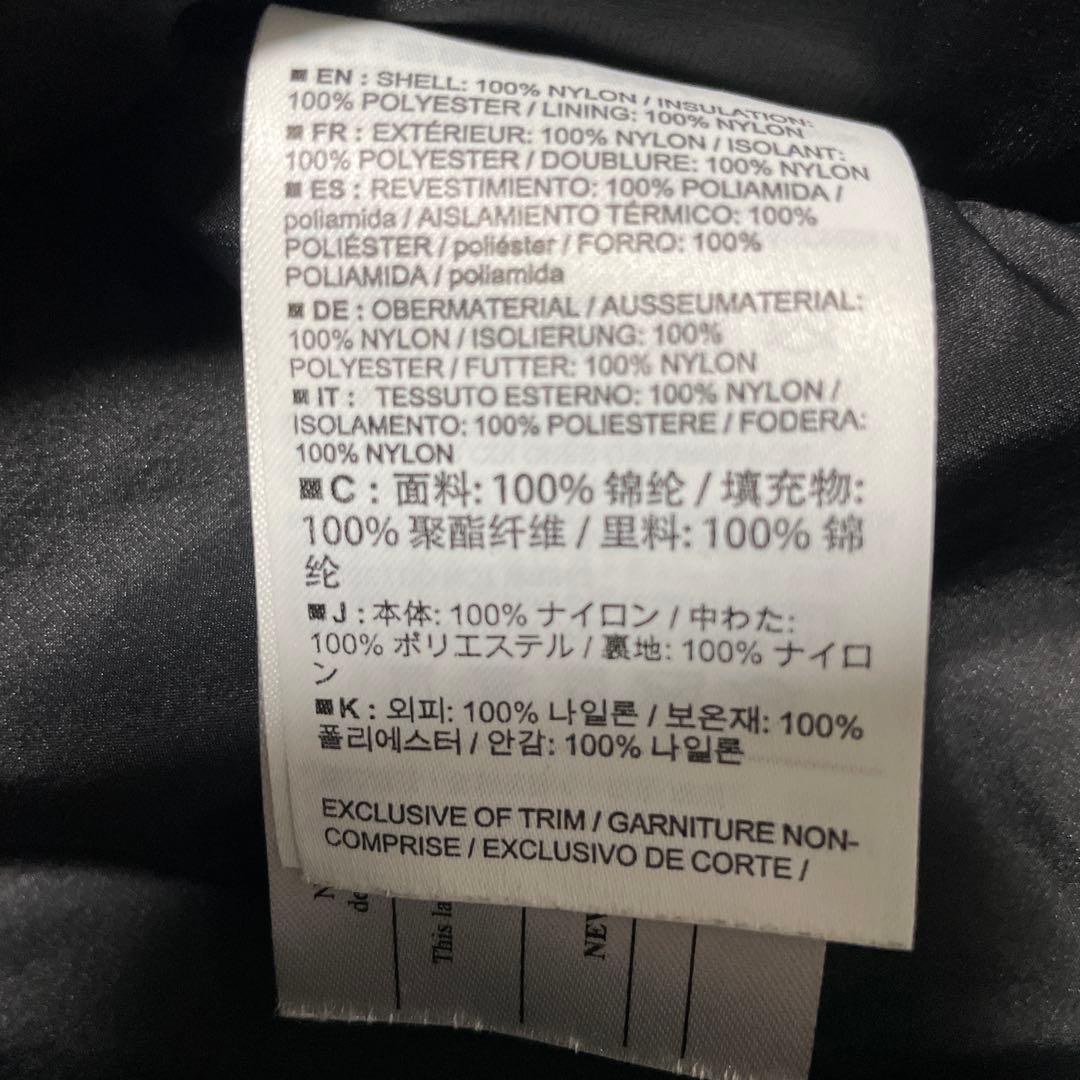 EN : SHELL: 100% NYLON / INSULATION:
100% POLYESTER / LINING: 100% NYLON
FR : EXTÉRIEUR: 100% NYLON / ISOLANT:
100% POLYESTER / DOUBLURE: 100% NYLON
ES : REVESTIMIENTO: 100% POLIAMIDA /
poliamida / AISLAMIENTO TÉRMICO: 100%
POLIÉSTER / poliéster / FORRO: 100%
POLIAMIDA / poliamida
DE : OBERMATERIAL / AUSSEUMATERIAL:
100% NYLON / ISOLIERUNG: 100%
POLYESTER / FUTTER: 100% NYLON
IT : TESSUTO ESTERNO: 100% NYLON /
ISOLAMENTO: 100% POLIESTERE / FODERA:
100% NYLON
C : 面料: 100% 锦纶 / 填充物:
100% 聚酯纤维 / 里料: 100% 锦
纶
J : 本体: 100% ナイロン / 中わた:
100% ポリエステル / 裏地: 100% ナイロ
ン
K : 외피: 100% 나일론 / 보온재: 100%
폴리에스터 / 안감: 100% 나일론
EXCLUSIVE OF TRIM / GARNITURE NON-
COMPRISE / EXCLUSIVO DE CORTE /
This la
NEW